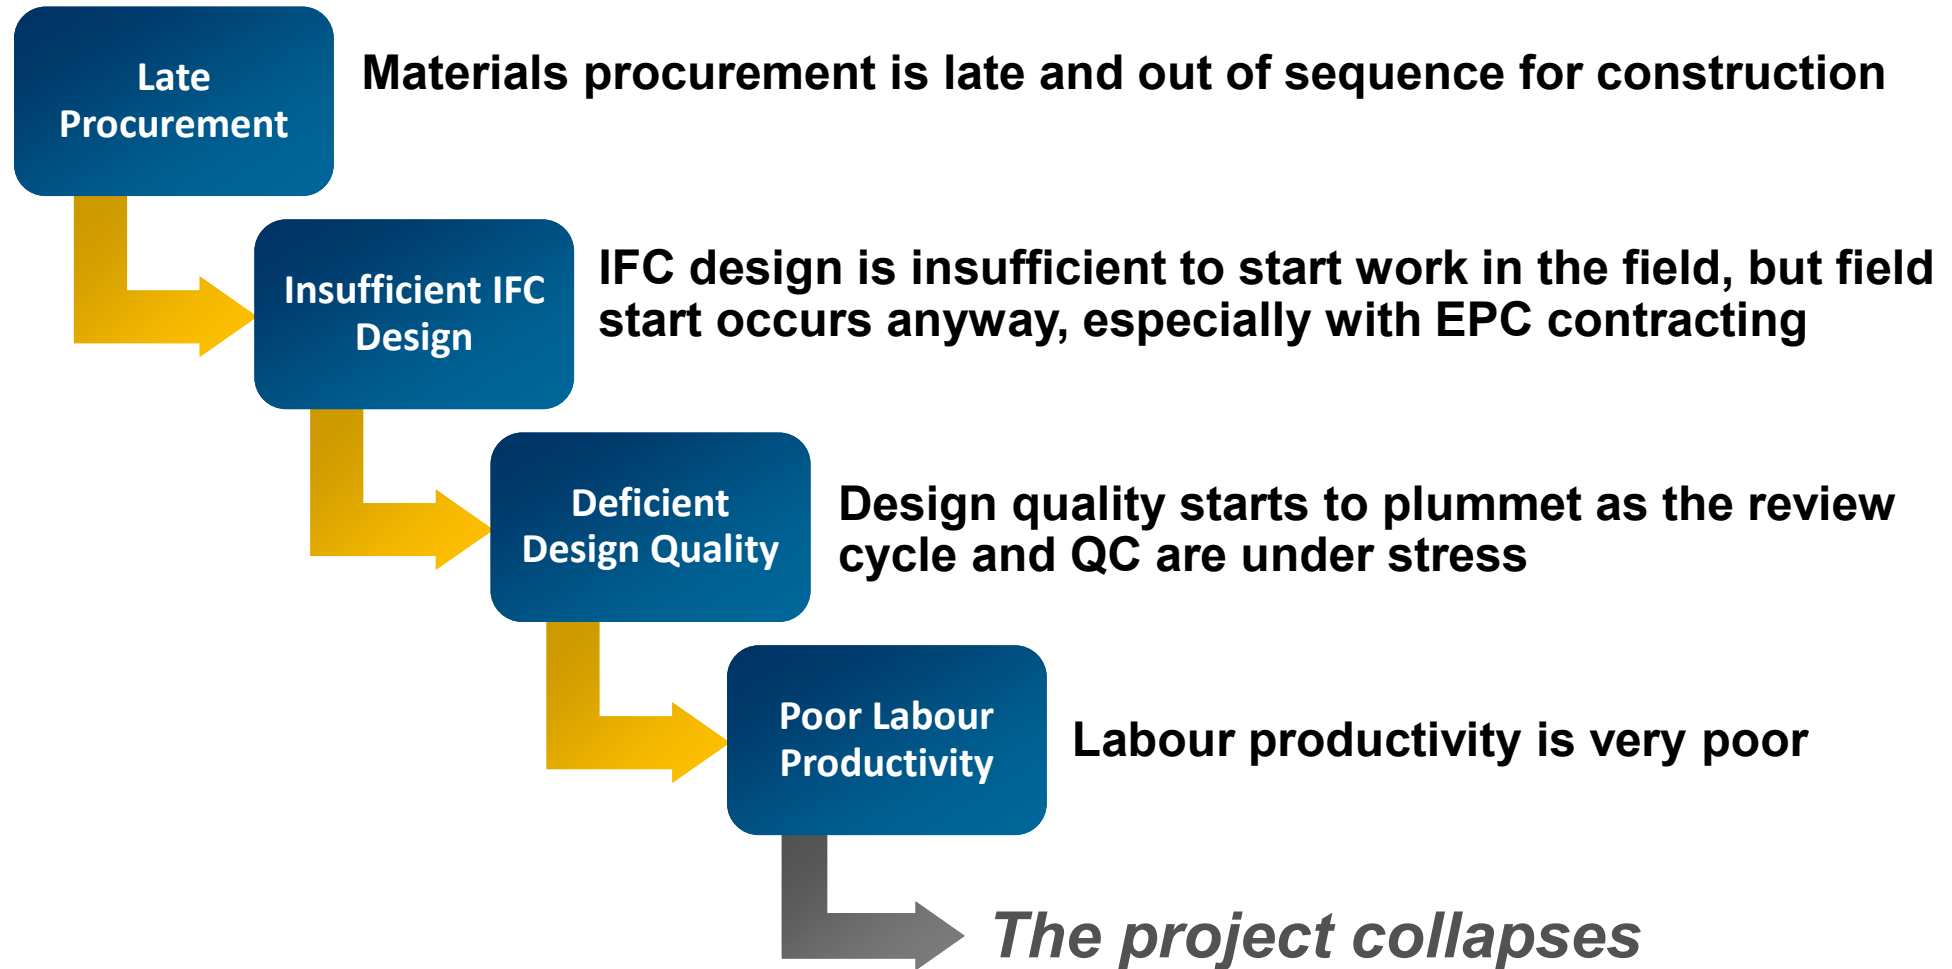 Late
Procurement
Materials procurement is late and out of sequence for construction
Insufficient IFC
Design
IFC design is insufficient to start work in the field, but field
start occurs anyway, especially with EPC contracting
Deficient
Design Quality
Design quality starts to plummet as the review
cycle and QC are under stress
Poor Labour
Productivity
Labour productivity is very poor
The project collapses